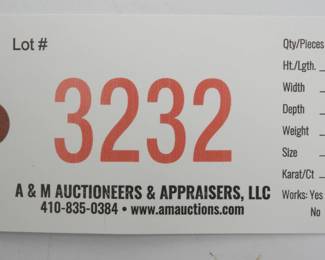 Lot #
3232
A & M AUCTIONEERS & APPRAISERS, LLC
410-835-0384 • www.amauctions.com
Qty/Pieces
Ht./Lgth.
Width
Depth
Weight
Size
Karat/Ct
Works: Yes
No